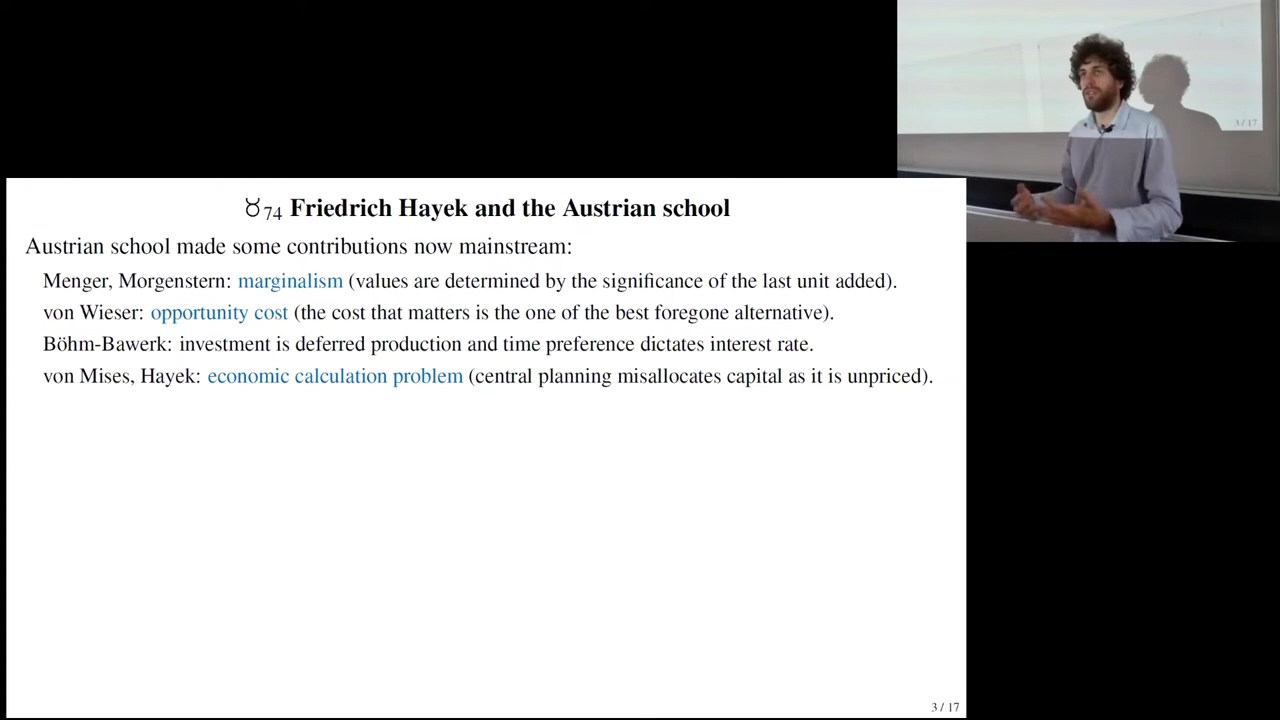 ♉74 Friedrich Hayek and the Austrian school
Austrian school made some contributions now mainstream:
Menger, Morgenstern: marginalism (values are determined by the significance of the last unit added).
von Wieser: opportunity cost (the cost that matters is the one of the best foregone alternative).
Böhm-Bawerk: investment is deferred production and time preference dictates interest rate.
von Mises, Hayek: economic calculation problem (central planning misallocates capital as it is unpriced).
3 / 17
3 / 17